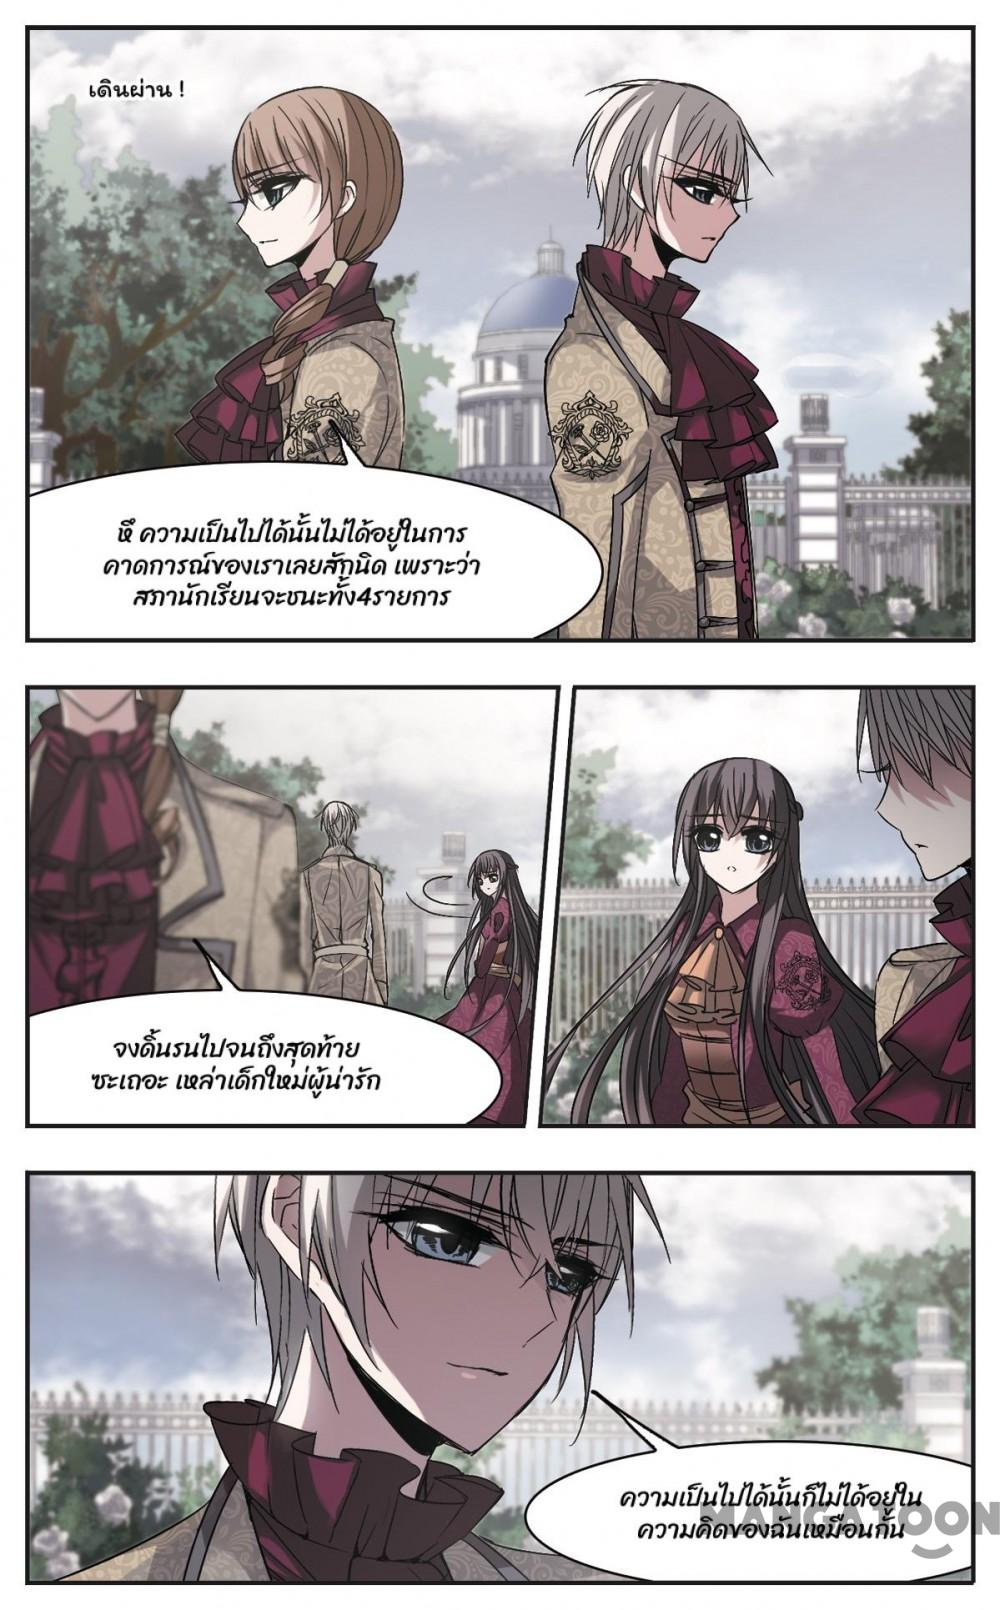 เดินผ่าน !
หึ ความเป็นไปได้นั้นไม่ได้อยู่ในการ
คาดการณ์ของเราเลยสักนิด เพราะว่า
สภานักเรียนจะชนะทั้ง4รายการ
จงดิ้นรนไปจนถึงสุดท้าย
ซะเถอะ เหล่าเด็กใหม่ผู้น่ารัก
ความเป็นไปได้นั้นก็ไม่ได้อยู่ใน
ความคิดของฉันเหมือนกัน
MANGATOON